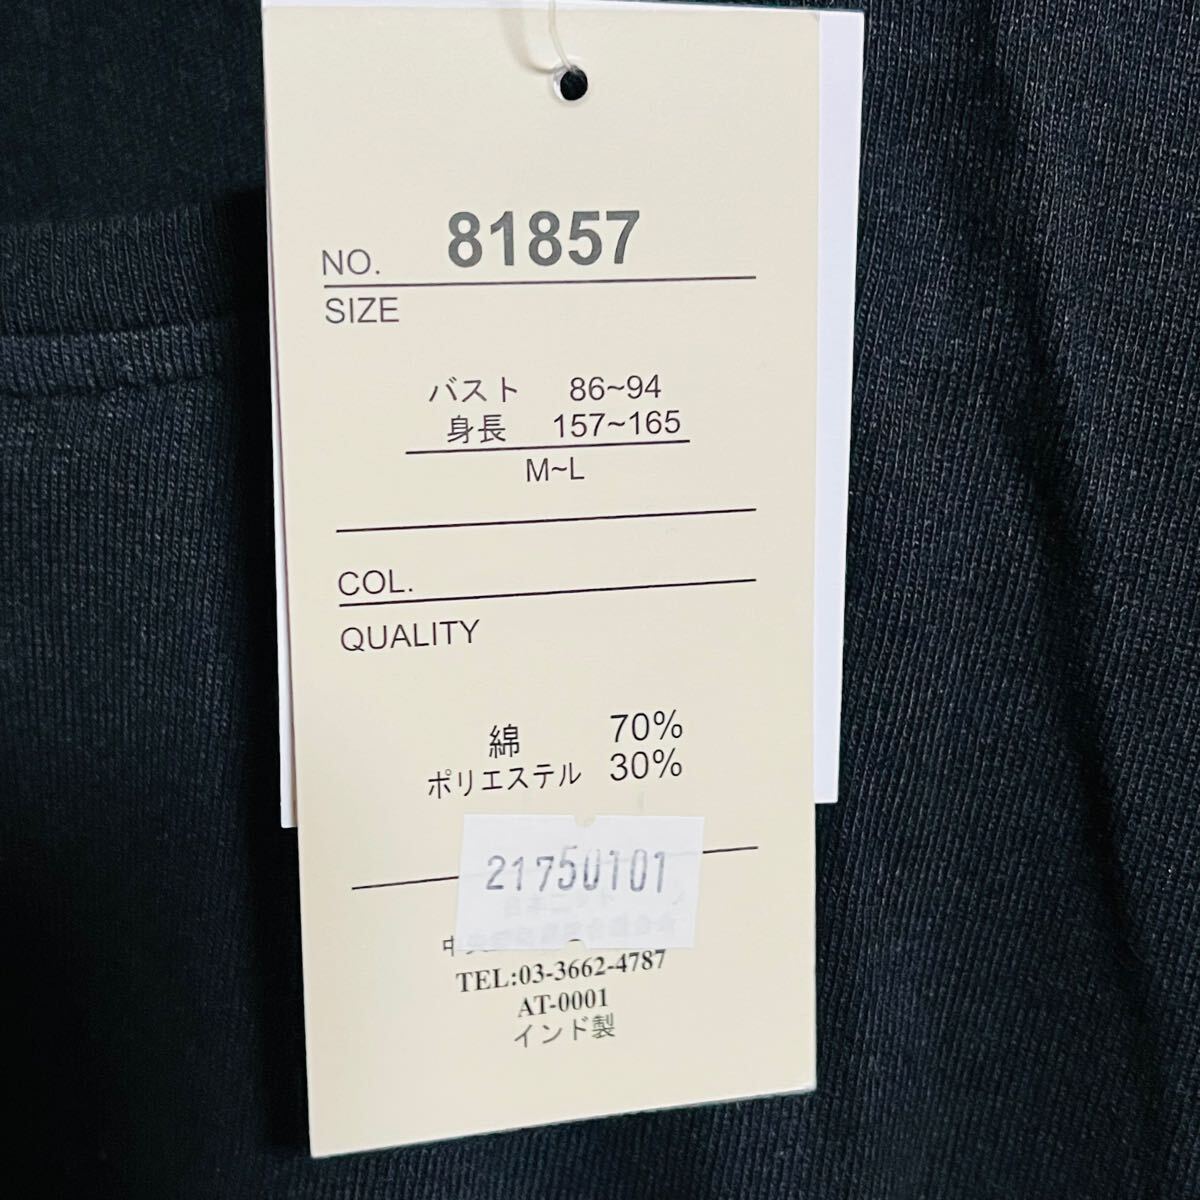 NO. 81857
SIZE
バスト 86~94
身長 157~165
M~L
COL.
QUALITY
綿 70%
ポリエステル 30%
21750101
TEL:03-3662-4787
AT-0001
インド製